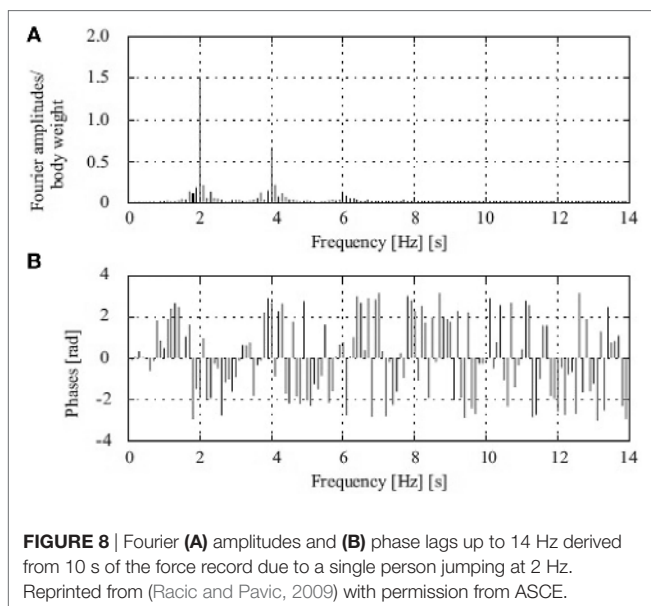 A
2.0
1.5
1.0
0.5
0
Fourier amplitudes/
body weight
0 2 4 6 8 10 12 14
Frequency [Hz] [s]
B
4
2
0
-2
-4
Phases [rad]
0 2 4 6 8 10 12 14
Frequency [Hz] [s]
FIGURE 8 | Fourier (A) amplitudes and (B) phase lags up to 14 Hz derived
from 10 s of the force record due to a single person jumping at 2 Hz.
Reprinted from (Racic and Pavic, 2009) with permission from ASCE.